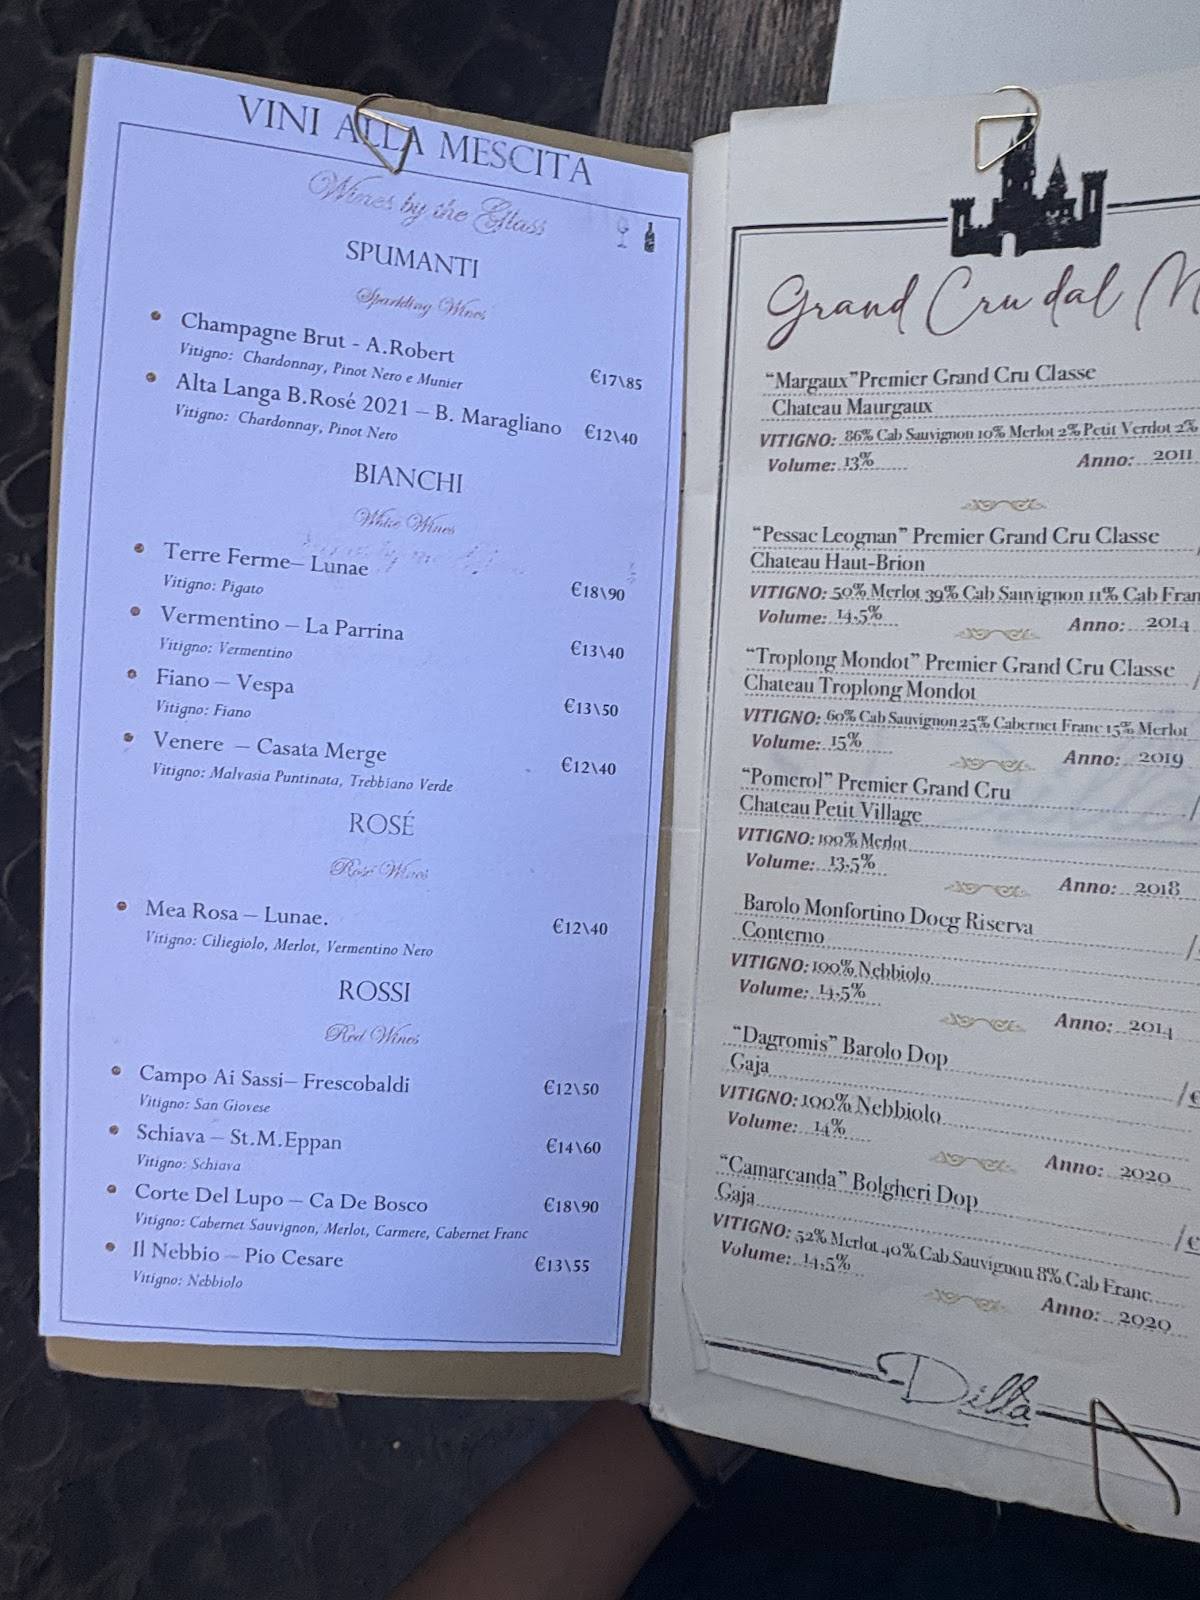 VINI ALLA MESCITA
Wines by the Glass
SPUMANTI
Sparkling Wines
Champagne Brut - A.Robert
€17\85
Vitigno: Chardonnay, Pinot Nero e Munier
Alta Langa B.Rosé 2021 – B. Maragliano €12\40
Vitigno: Chardonnay, Pinot Nero
BIANCHI
White Wines
Terre Ferme– Lunae
€18\90
Vitigno: Pigato
Vermentino – La Parrina
€13\40
Vitigno: Vermentino
Fiano – Vespa
€13\50
Vitigno: Fiano
Venere – Casata Merge
€12\40
Vitigno: Malvasia Puntinata, Trebbiano Verde
ROSÉ
Rosé Wines
Mea Rosa – Lunae.
€12\40
Vitigno: Ciliegiolo, Merlot, Vermentino Nero
ROSSI
Red Wines
Campo Ai Sassi– Frescobaldi
€12\50
Vitigno: San Giovese
Schiava – St.M.Eppan
€14\60
Vitigno: Schiava
Corte Del Lupo – Ca De Bosco
€18\90
Vitigno: Cabernet Sauvignon, Merlot, Carmere, Cabernet Franc
Il Nebbio – Pio Cesare
€13\55
Vitigno: Nebbiolo
Grand Cru dal M
“Margaux”Premier Grand Cru Classe
Chateau Maurgaux
VITIGNO: 86% Cab Sauvignon 10% Merlot 2% Petit Verdot 2%
Volume: 13% Anno: 2011
“Pessac Leognan” Premier Grand Cru Classe
Chateau Haut-Brion
VITIGNO: 50% Merlot 39% Cab Sauvignon 11% Cab Fran
Volume: 14.5% Anno: 2014
“Troplong Mondot” Premier Grand Cru Classe
Chateau Troplong Mondot
VITIGNO: 60% Cab Sauvignon 25% Cabernet Franc 15% Merlot
Volume: 15% Anno: 2019
“Pomerol” Premier Grand Cru
Chateau Petit Village
VITIGNO: 100% Merlot
Volume: 13.5% Anno: 2018
Barolo Monfortino Docg Riserva
Conterno
VITIGNO: 100% Nebbiolo
Volume: 14.5% Anno: 2014
“Dagromis” Barolo Dop
Gaja /€
VITIGNO: 100% Nebbiolo
Volume: 14% Anno: 2020
“Camarcanda” Bolgheri Dop
Gaja /€
VITIGNO: 52% Merlot 40% Cab Sauvignon 8% Cab Franc
Volume: 14.5% Anno: 2020
Dillà